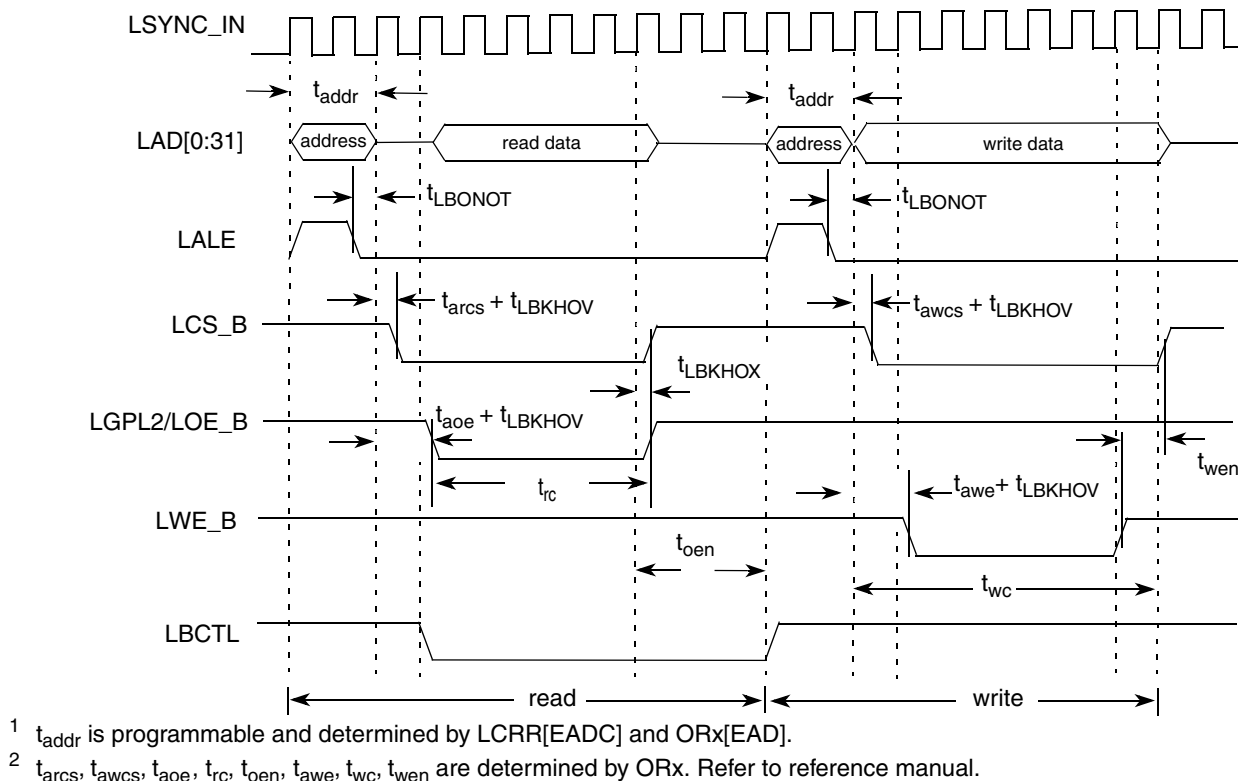 LSYNC_IN
t_addr t_addr
LAD[0:31] address read data address write data
t_LBONOT t_LBONOT
LALE
t_arcs + t_LBKHOV t_awcs + t_LBKHOV
LCS_B
t_LBKHOX
LGPL2/LOE_B t_aoe + t_LBKHOV
t_wen
t_rc t_awe+ t_LBKHOV
LWE_B
t_oen
t_wc
LBCTL
read write
1 t_addr is programmable and determined by LCRR[EADC] and ORx[EAD].
2 t_arcs, t_awcs, t_aoe, t_rc, t_oen, t_awe, t_wc, t_wen are determined by ORx. Refer to reference manual.